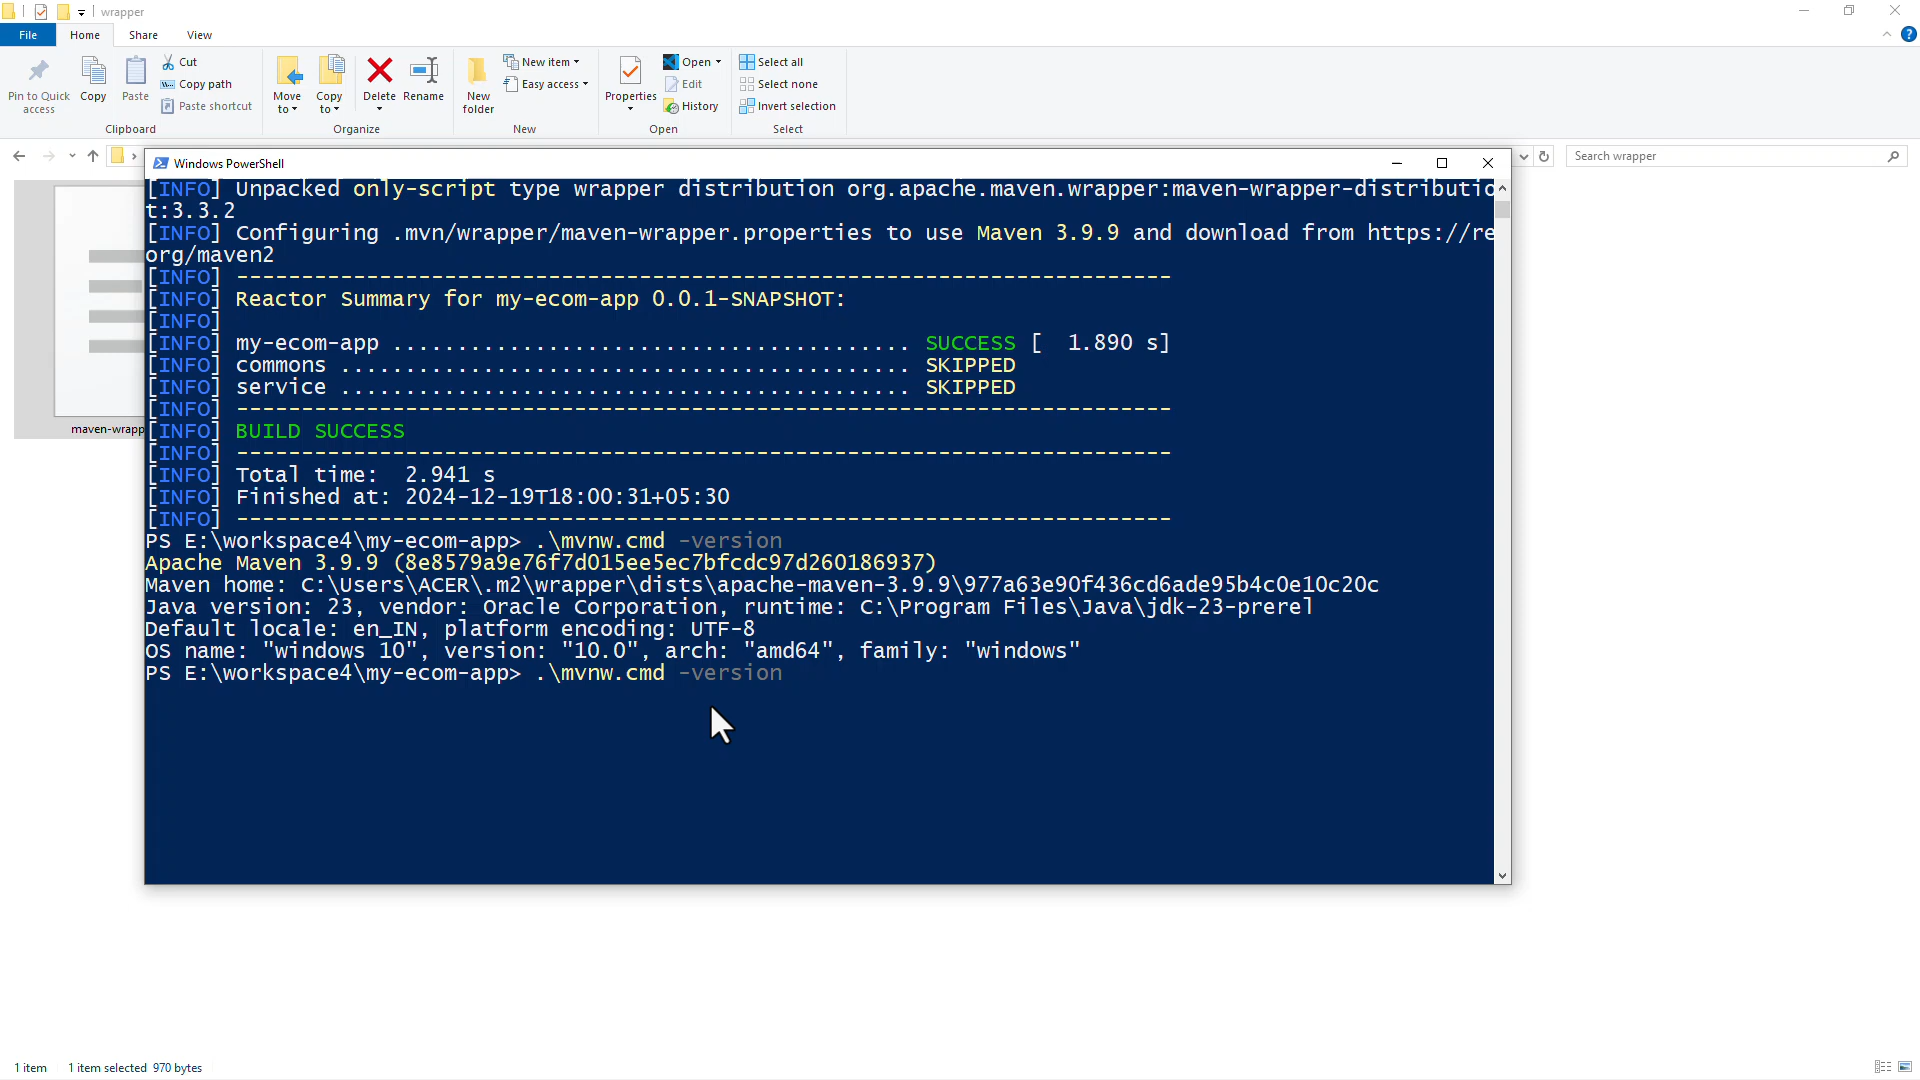 wrapper
File Home Share View
Pin to Quick access
Copy
Paste
Cut
Copy path
Paste shortcut
Clipboard
Move to
Copy to
Delete
Rename
Organize
New folder
New item
Easy access
New
Properties
Open
Edit
History
Open
Select all
Select none
Invert selection
Select
Search wrapper
Windows PowerShell
[INFO] Unpacked only-script type wrapper distribution org.apache.maven.wrapper:maven-wrapper-distributio
t:3.3.2
[INFO] Configuring .mvn/wrapper/maven-wrapper.properties to use Maven 3.9.9 and download from https://re
org/maven2
[INFO] ------------------------------------------------------------------------
[INFO] Reactor Summary for my-ecom-app 0.0.1-SNAPSHOT:
[INFO]
[INFO] my-ecom-app ........................................ SUCCESS [  1.890 s]
[INFO] commons ............................................ SKIPPED
[INFO] service ............................................ SKIPPED
[INFO] ------------------------------------------------------------------------
[INFO] BUILD SUCCESS
[INFO] ------------------------------------------------------------------------
[INFO] Total time:  2.941 s
[INFO] Finished at: 2024-12-19T18:00:31+05:30
[INFO] ------------------------------------------------------------------------
PS E:\workspace4\my-ecom-app> .\mvnw.cmd -version
Apache Maven 3.9.9 (8e8579a9e76f7d015ee5ec7bfcdc97d260186937)
Maven home: C:\Users\ACER\.m2\wrapper\dists\apache-maven-3.9.9\977a63e90f436cd6ade95b4c0e10c20c
Java version: 23, vendor: Oracle Corporation, runtime: C:\Program Files\Java\jdk-23-prerel
Default locale: en_IN, platform encoding: UTF-8
OS name: "windows 10", version: "10.0", arch: "amd64", family: "windows"
PS E:\workspace4\my-ecom-app> .\mvnw.cmd -version
maven-wrapp
1 item 1 item selected 970 bytes